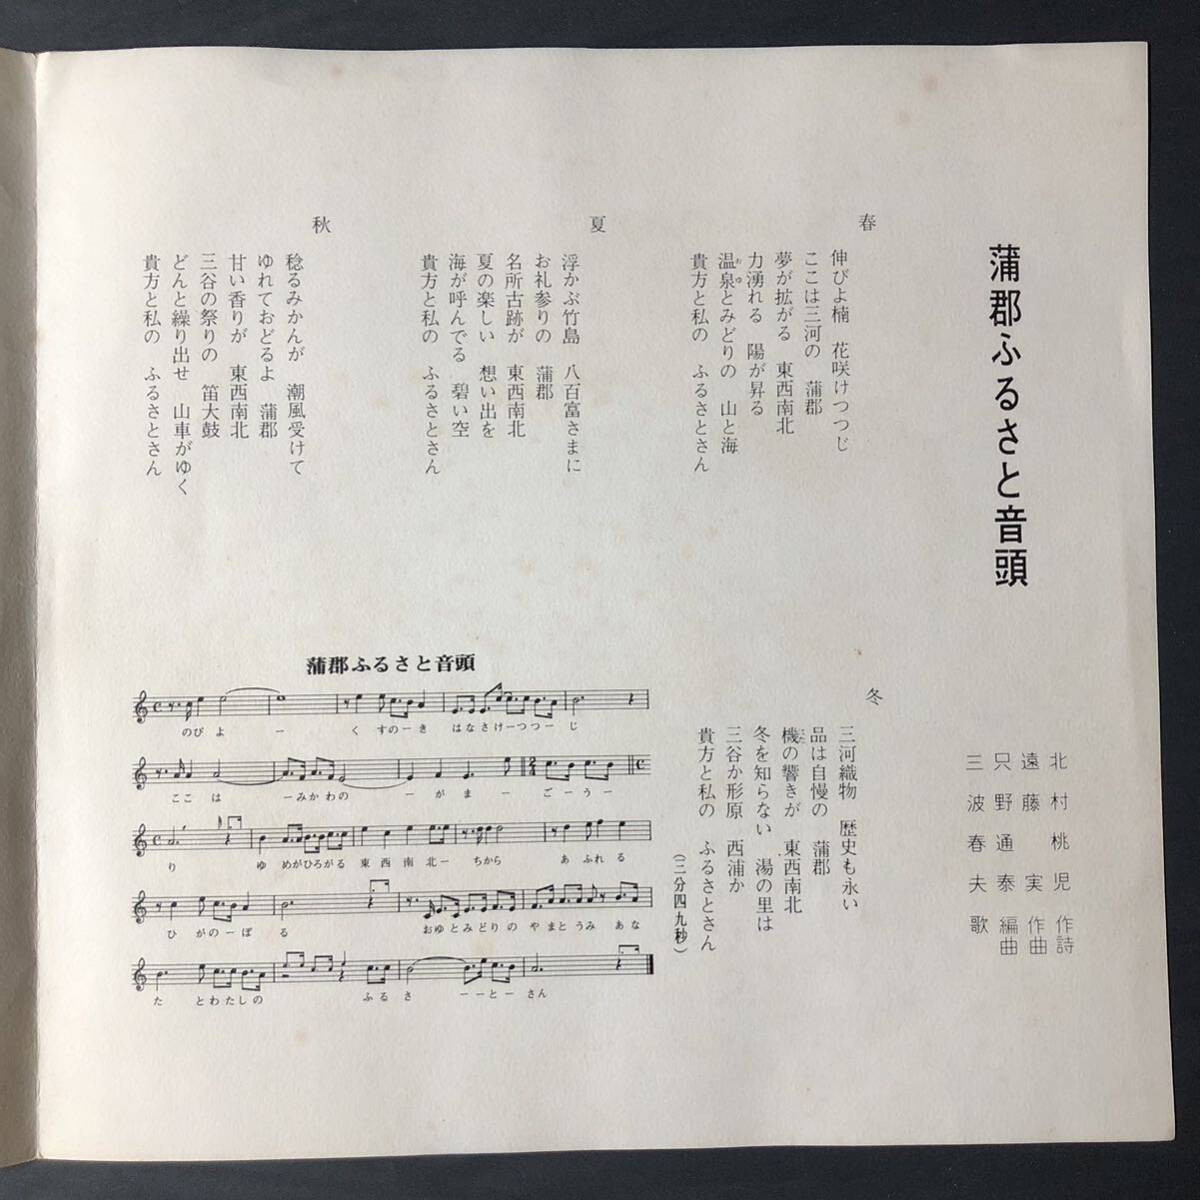 蒲郡ふるさと音頭
北村桃児 作詩
遠藤実 作曲
只野通泰 編曲
三波春夫 歌
春
伸びよ楠 花咲けつつじ
ここは三河の 蒲郡
夢が拡がる 東西南北
力湧れる 陽が昇る
温泉とみどりの 山と海
おゆ
貴方と私の ふるさとさん
夏
浮かぶ竹島 八百富さまに
お礼参りの 蒲郡
名所古跡が 東西南北
夏の楽しい 想い出を
海が呼んでる 碧い空
貴方と私の ふるさとさん
秋
稔るみかんが 潮風受けて
ゆれておどるよ 蒲郡
甘い香りが 東西南北
三谷の祭りの 笛大鼓
どんと繰り出せ 山車がゆく
貴方と私の ふるさとさん
冬
三河織物 歴史も永い
品は自慢の 蒲郡
機の響きが 東西南北
冬を知らない 湯の里は
三谷か形原 西浦か
貴方と私の ふるさとさん
(三分四九秒)
蒲郡ふるさと音頭
のびよ ー くすのーき はなさけーつつーじ
ここは ーみかわの ーがまー ごーうー
り ゆめがひろがる 東西南北ーちから あふれる
ひがのーぼる おゆとみどりの やまとうみ あな
た とわたしの ふるさ ーーとー さん